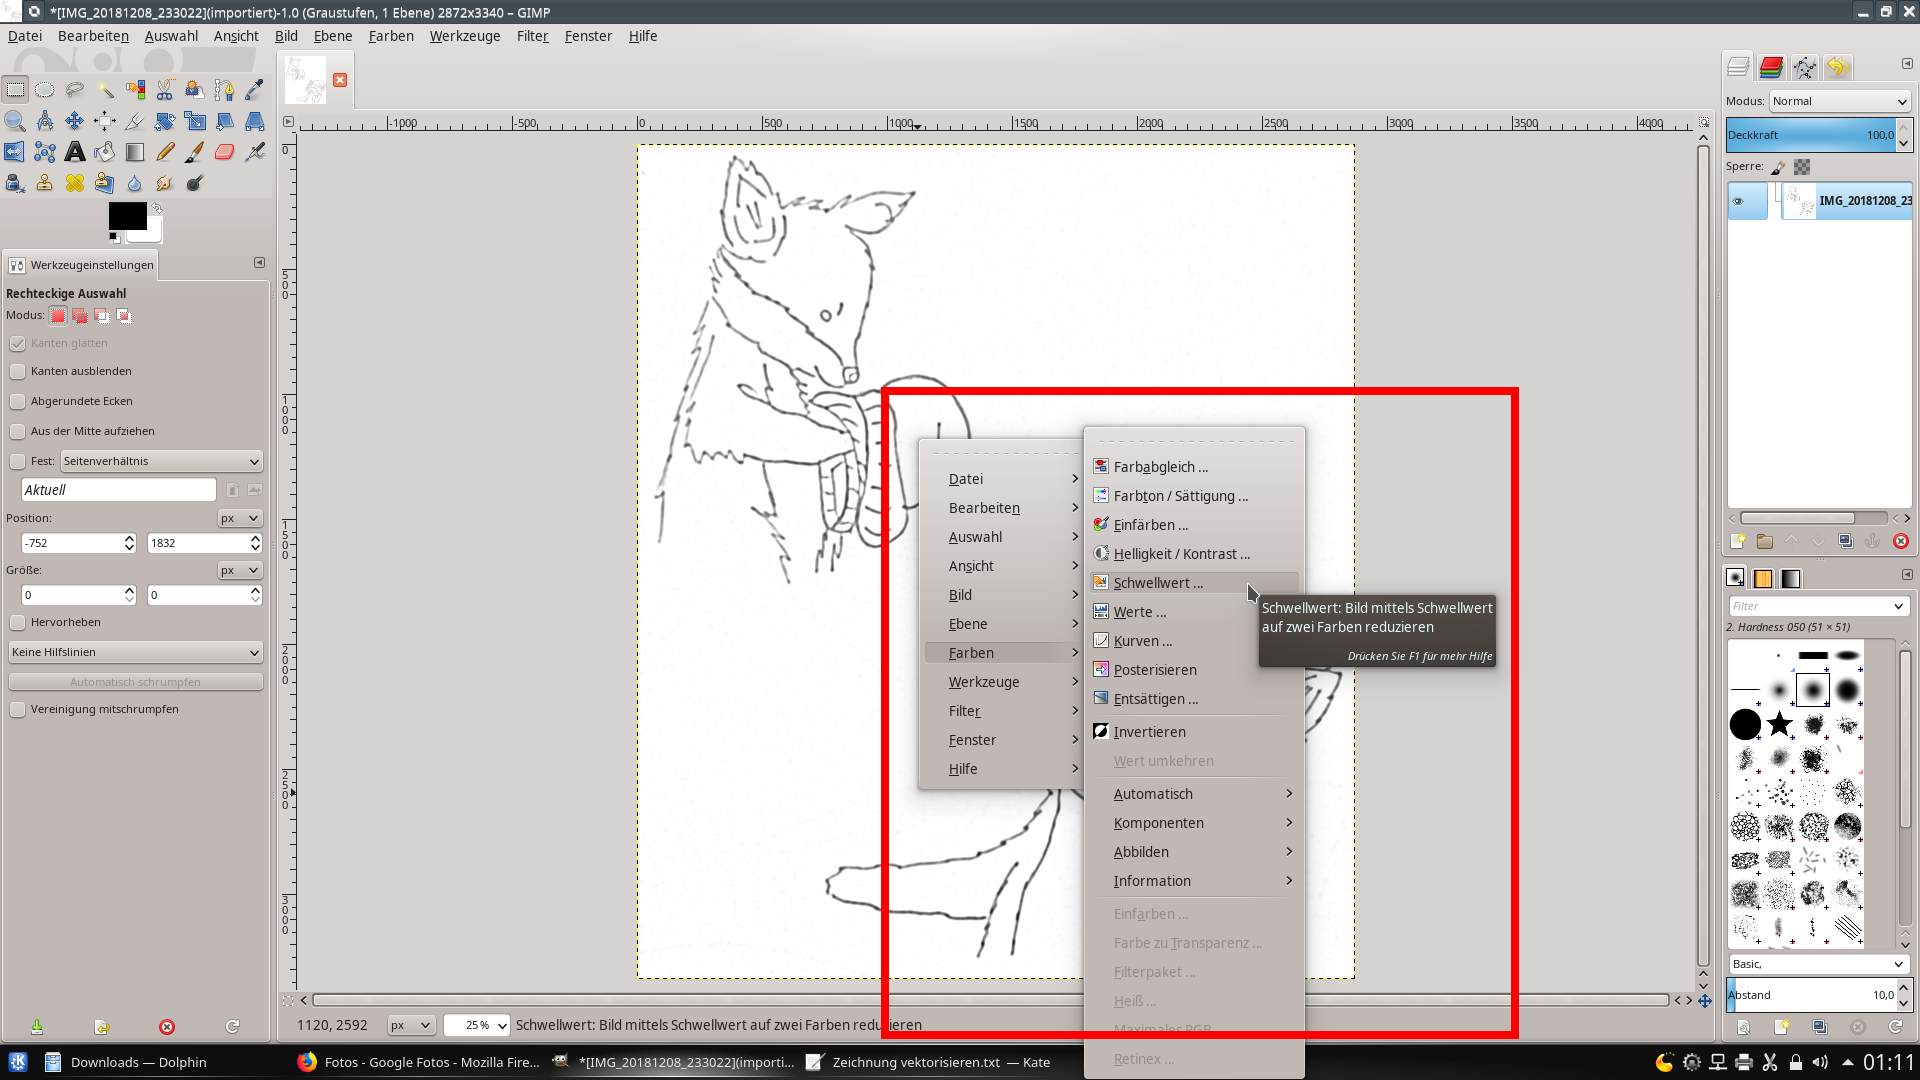 *[IMG_20181208_233022](importiert)-1.0 (Graustufen, 1 Ebene) 2872x3340 – GIMP
Datei Bearbeiten Auswahl Ansicht Bild Ebene Farben Werkzeuge Filter Fenster Hilfe
-1000 -500 0 500 1000 1500 2000 2500 3000 3500 4000
0
500
1000
1500
2000
2500
3000
Werkzeugeinstellungen
Rechteckige Auswahl
Modus:
Kanten glätten
Kanten ausblenden
Abgerundete Ecken
Aus der Mitte aufziehen
Fest: Seitenverhältnis
Aktuell
Position: px
-752 1832
Größe: px
0 0
Hervorheben
Keine Hilfslinien
Automatisch schrumpfen
Vereinigung mitschrumpfen
Datei
Bearbeiten
Auswahl
Ansicht
Bild
Ebene
Farben
Werkzeuge
Filter
Fenster
Hilfe
Farbabgleich ...
Farbton / Sättigung ...
Einfärben ...
Helligkeit / Kontrast ...
Schwellwert ...
Werte ...
Kurven ...
Posterisieren
Entsättigen ...
Invertieren
Wert umkehren
Automatisch
Komponenten
Abbilden
Information
Einfärben ...
Farbe zu Transparenz ...
Filterpaket ...
Heiß ...
Maximales RGB
Retinex ...
Schwellwert: Bild mittels Schwellwert
auf zwei Farben reduzieren
Drücken Sie F1 für mehr Hilfe
Modus: Normal
Deckkraft 100,0
Sperre:
IMG_20181208_23
Filter
2. Hardness 050 (51 × 51)
Basic,
Abstand 10,0
1120, 2592 px 25 % Schwellwert: Bild mittels Schwellwert auf zwei Farben reduzieren
Downloads — Dolphin
Fotos - Google Fotos - Mozilla Fire...
*[IMG_20181208_233022](importi...
Zeichnung vektorisieren.txt — Kate
01:11